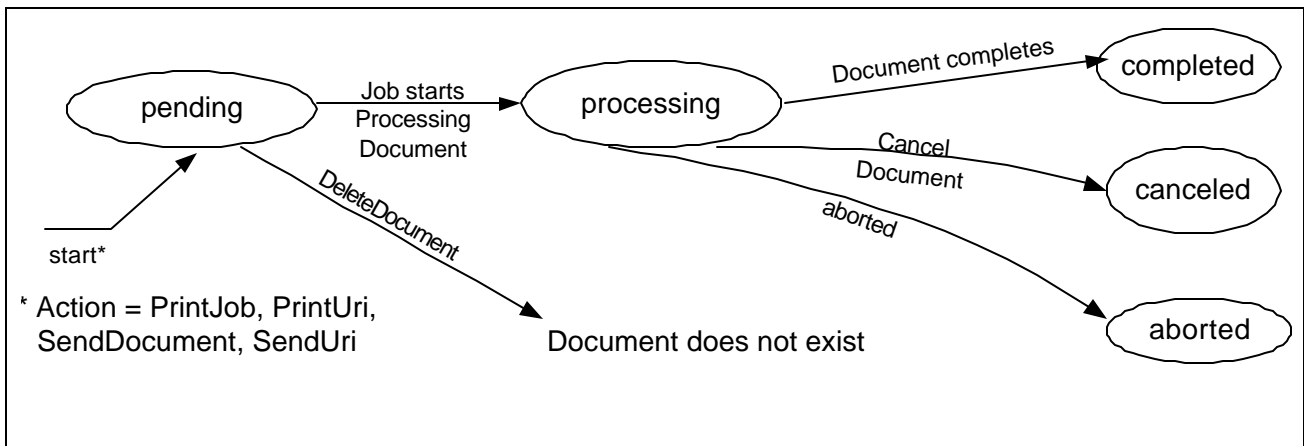 pending
Job starts
Processing
Document
processing
Document completes
completed
Cancel
Document
canceled
aborted
aborted
DeleteDocument
start*
* Action = PrintJob, PrintUri,
SendDocument, SendUri
Document does not exist